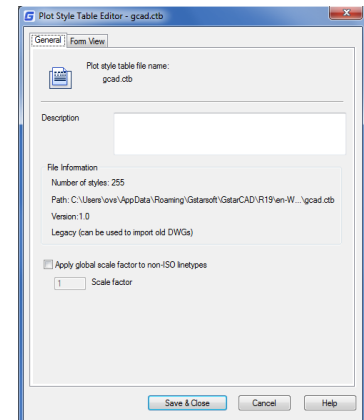 Plot Style Table Editor - gcad.ctb
General Form View
Plot style table file name:
gcad.ctb
Description
File Information
Number of styles: 255
Path: C:\Users\ovs\AppData\Roaming\Gstarsoft\GstarCAD\R19\en-W...\gcad.ctb
Version:1.0
Legacy (can be used to import old DWGs)
Apply global scale factor to non-ISO linetypes
1 Scale factor
Save & Close Cancel Help